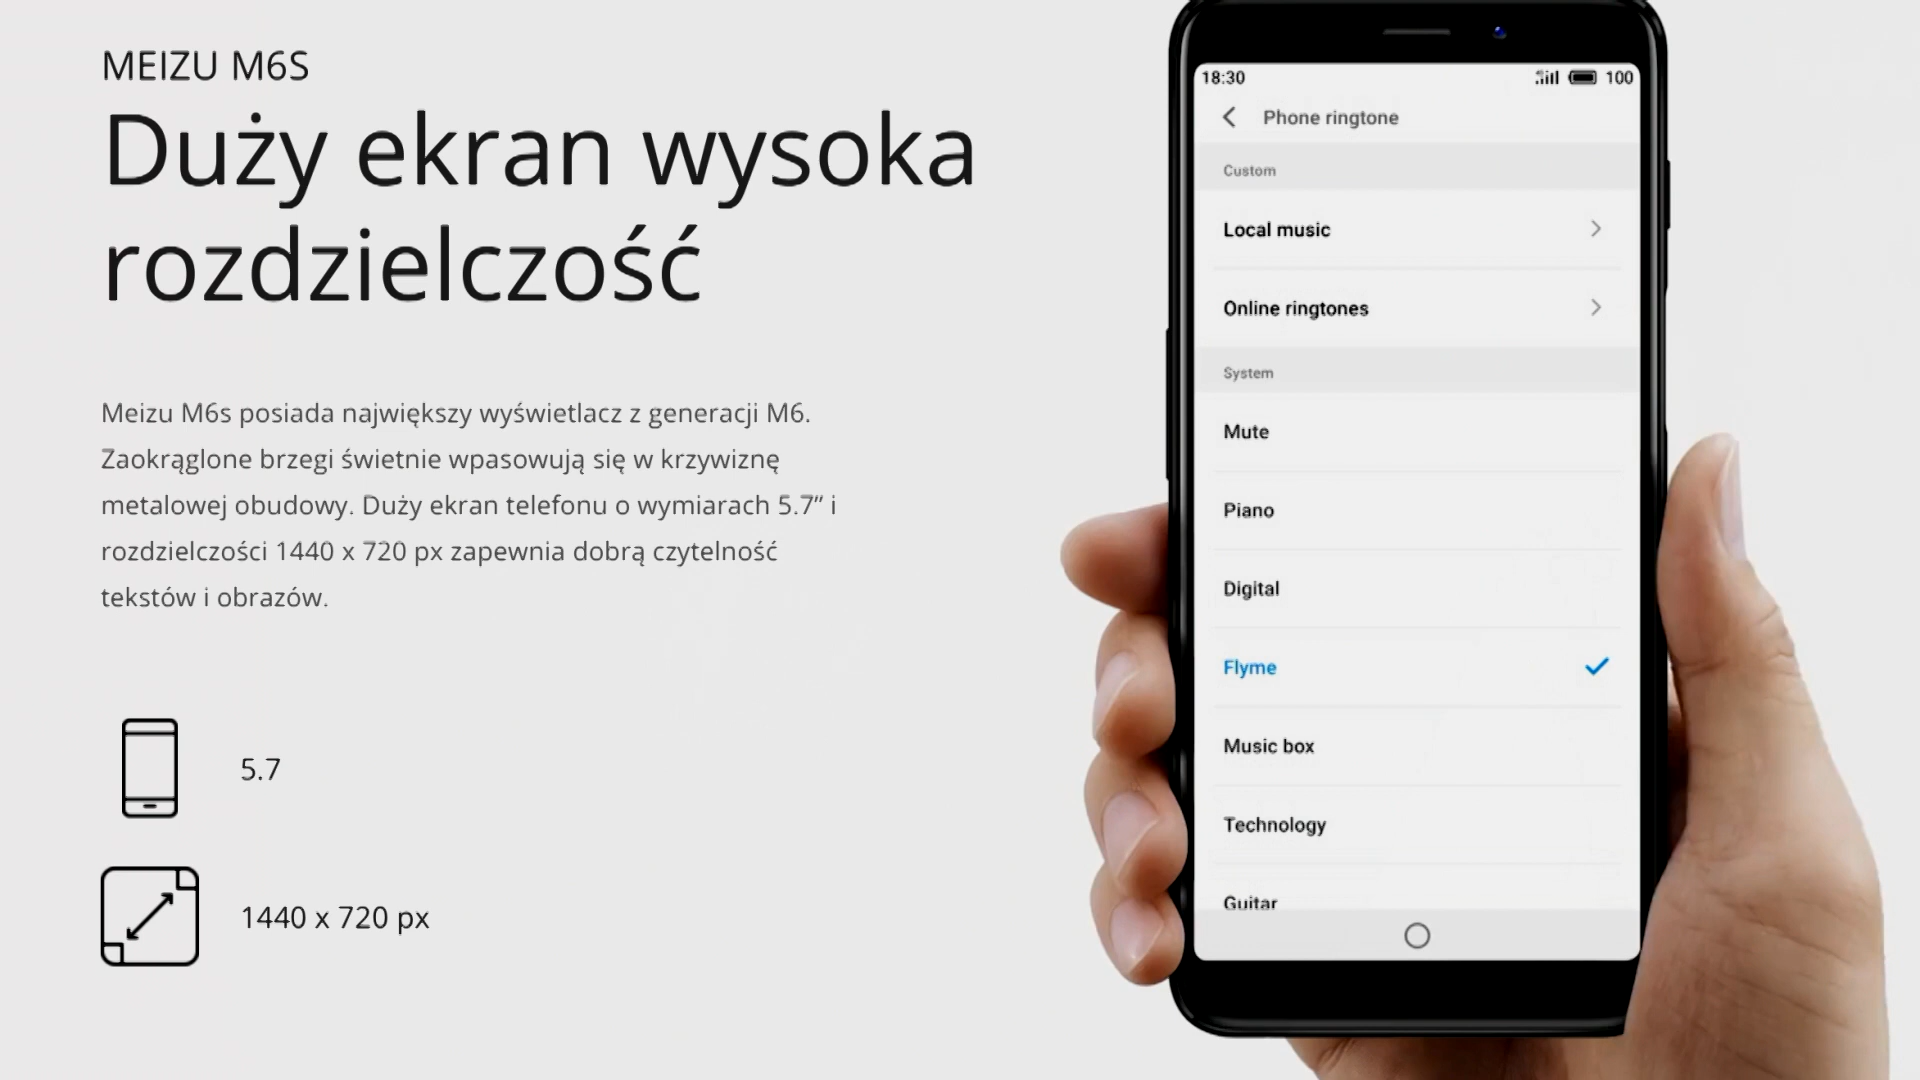 MEIZU M6S
Duży ekran wysoka
rozdzielczość
Meizu M6s posiada największy wyświetlacz z generacji M6.
Zaokrąglone brzegi świetnie wpasowują się w krzywiznę
metalowej obudowy. Duży ekran telefonu o wymiarach 5.7” i
rozdzielczości 1440 x 720 px zapewnia dobrą czytelność
tekstów i obrazów.
5.7
1440 x 720 px
18:30 100
Phone ringtone
Custom
Local music
Online ringtones
System
Mute
Piano
Digital
Flyme
Music box
Technology
Guitar